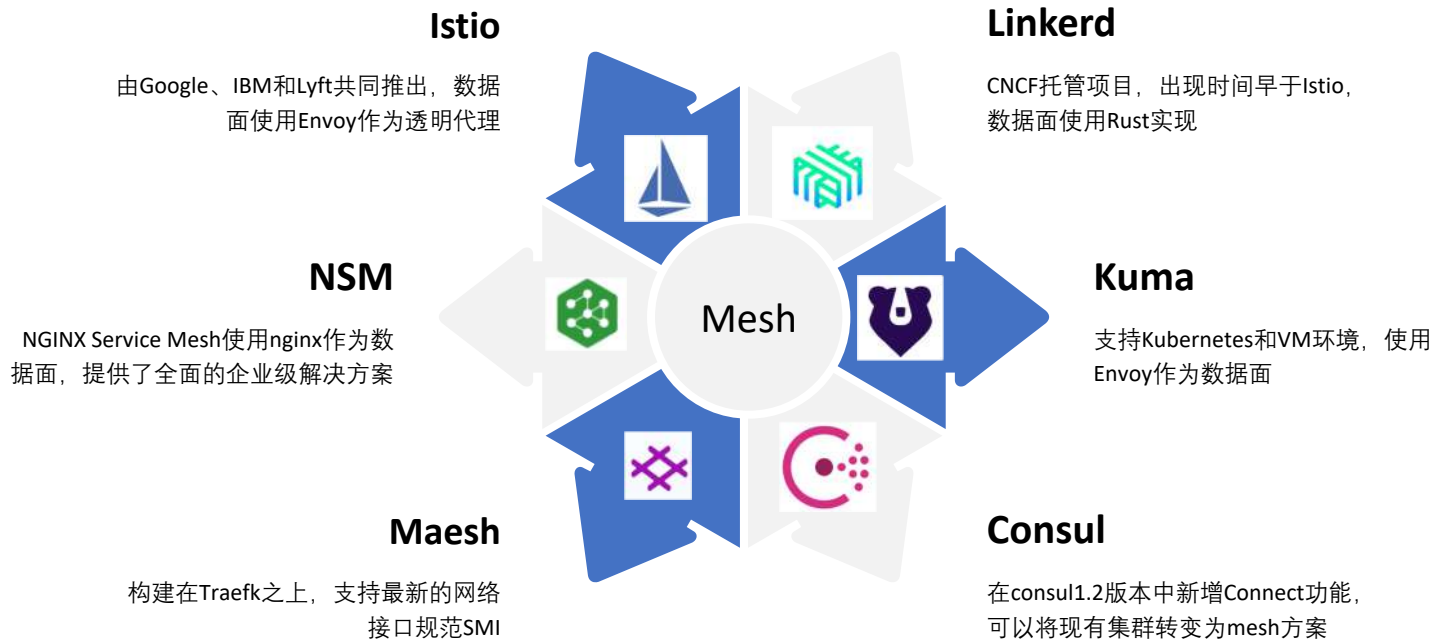 Istio
由Google、IBM和Lyft共同推出，数据
面使用Envoy作为透明代理
Linkerd
CNCF托管项目，出现时间早于Istio，
数据面使用Rust实现
NSM
NGINX Service Mesh使用nginx作为数
据面，提供了全面的企业级解决方案
Mesh
Kuma
支持Kubernetes和VM环境，使用
Envoy作为数据面
Maesh
构建在Traefk之上，支持最新的网络
接口规范SMI
Consul
在consul1.2版本中新增Connect功能，
可以将现有集群转变为mesh方案